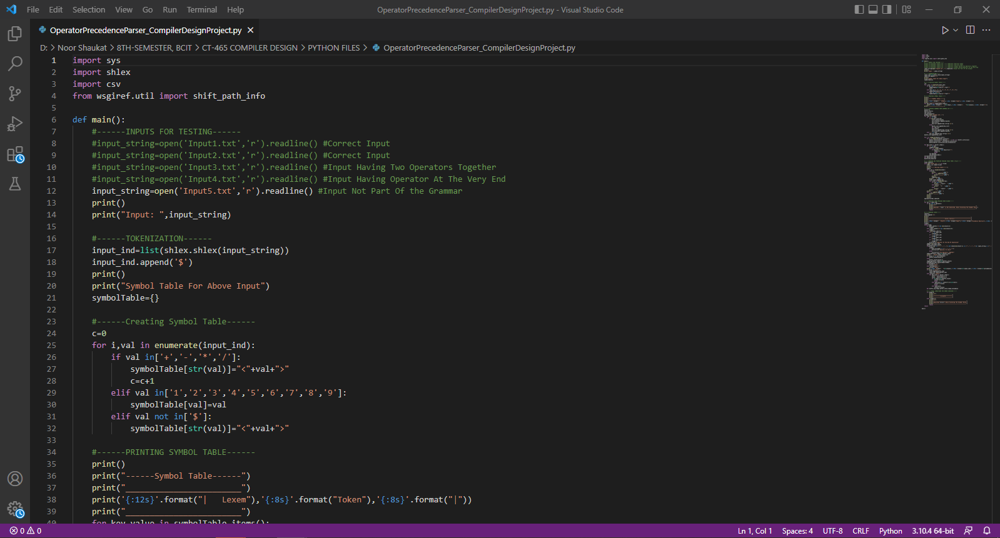 File Edit Selection View Go Run Terminal Help OperatorPrecedenceParser_CompilerDesignProject.py - Visual Studio Code
OperatorPrecedenceParser_CompilerDesignProject.py
D: > Noor Shaukat > 8TH-SEMESTER, BCIT > CT-465 COMPILER DESIGN > PYTHON FILES > OperatorPrecedenceParser_CompilerDesignProject.py
1 import sys
2 import shlex
3 import csv
4 from wsgiref.util import shift_path_info
5
6 def main():
7     #------INPUTS FOR TESTING------
8     #input_string=open('Input1.txt','r').readline() #Correct Input
9     #input_string=open('Input2.txt','r').readline() #Correct Input
10     #input_string=open('Input3.txt','r').readline() #Input Having Two Operators Together
11     #input_string=open('Input4.txt','r').readline() #Input Having Operator At The Very End
12     input_string=open('Input5.txt','r').readline() #Input Not Part Of the Grammar
13     print()
14     print("Input: ",input_string)
15
16     #------TOKENIZATION------
17     input_ind=list(shlex.shlex(input_string))
18     input_ind.append('$')
19     print()
20     print("Symbol Table For Above Input")
21     symbolTable={}
22
23     #------Creating Symbol Table------
24     c=0
25     for i,val in enumerate(input_ind):
26         if val in['+','-','*','/']:
27             symbolTable[str(val)]="<"+val+">"
28             c=c+1
29         elif val in['1','2','3','4','5','6','7','8','9']:
30             symbolTable[val]=val
31         elif val not in['$']:
32             symbolTable[str(val)]="<"+val+">"
33
34     #------PRINTING SYMBOL TABLE------
35     print()
36     print("------Symbol Table------")
37     print("________________________")
38     print('{:12s}'.format("|   Lexem"),'{:8s}'.format("Token"),'{:8s}'.format("|"))
39     print("________________________")
40     for key,value in symbolTable.items():
0 0 Ln 1, Col 1 Spaces: 4 UTF-8 CRLF Python 3.10.4 64-bit